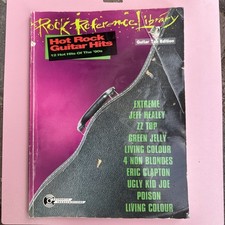 Rock Reference Library
Hot Rock
Guitar Hits
12 Hot Hits Of The '90s
Guitar Tab Edition
EXTREME
JEFF HEALEY
ZZ TOP
GREEN JELLY
LIVING COLOUR
4 NON BLONDES
ERIC CLAPTON
UGLY KID JOE
POISON
LIVING COLOUR